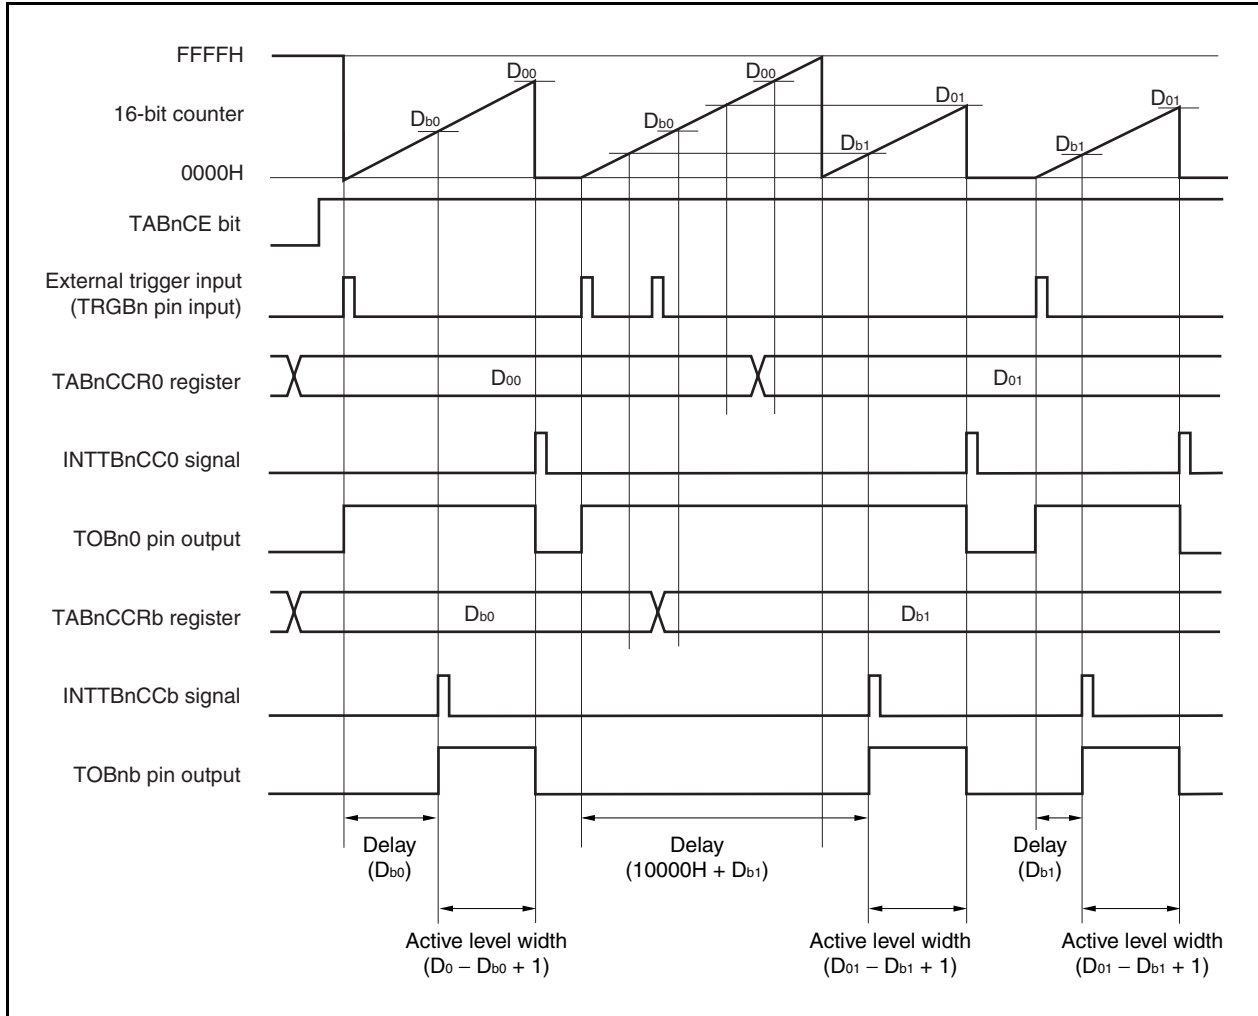 FFFFH
D00
D00
16-bit counter
Db0
Db0
D01
D01
Db1
Db1
0000H
TABnCE bit
External trigger input
(TRGBn pin input)
TABnCCR0 register
D00
D01
INTTBnCC0 signal
TOBn0 pin output
TABnCCRb register
Db0
Db1
INTTBnCCb signal
TOBnb pin output
Delay
(Db0)
Delay
(10000H + Db1)
Delay
(Db1)
Active level width
(D0 − Db0 + 1)
Active level width
(D01 − Db1 + 1)
Active level width
(D01 − Db1 + 1)